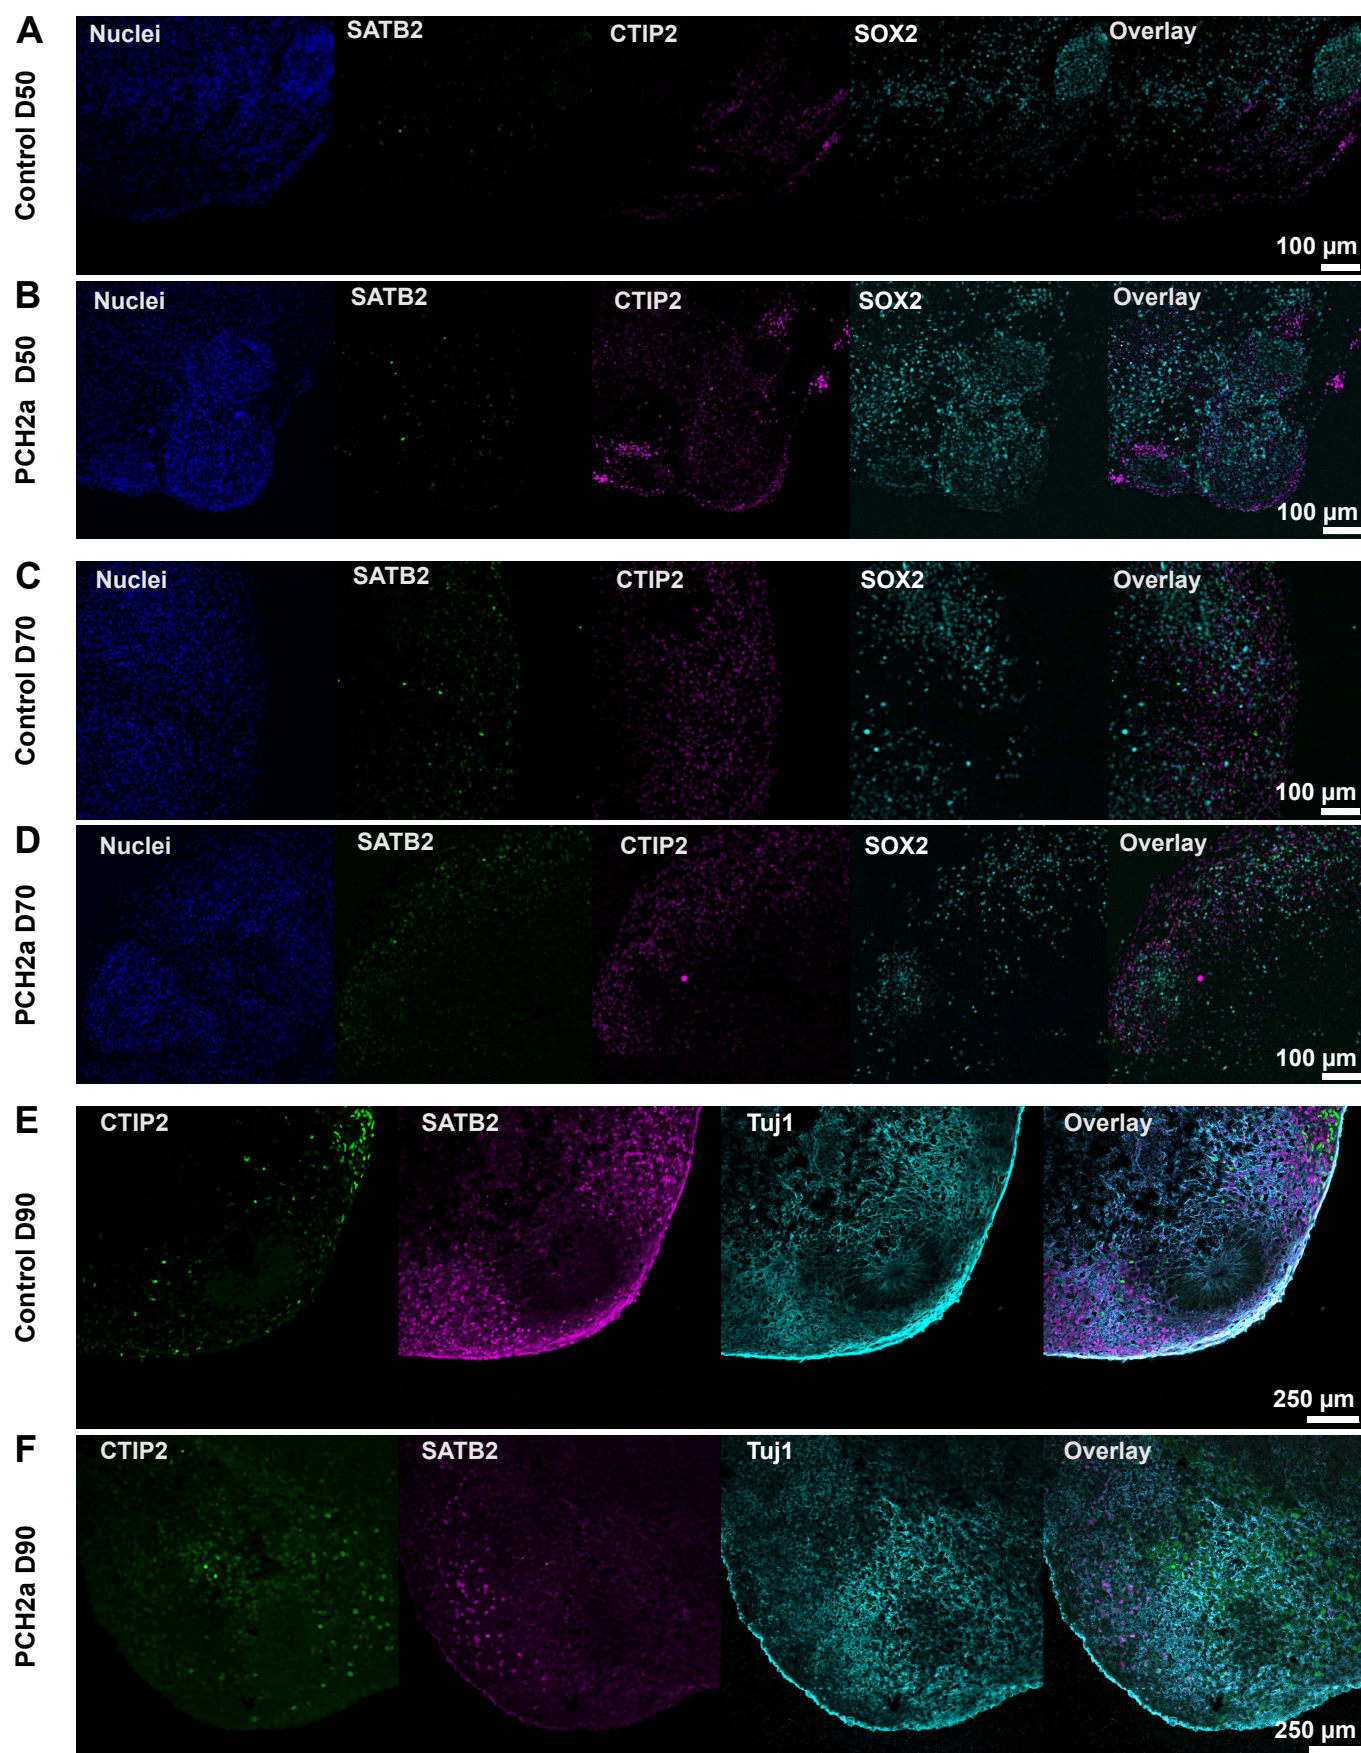 A
Control D50
Nuclei
SATB2
CTIP2
SOX2
Overlay
100 µm
B
PCH2a D50
Nuclei
SATB2
CTIP2
SOX2
Overlay
100 µm
C
Control D70
Nuclei
SATB2
CTIP2
SOX2
Overlay
100 µm
D
PCH2a D70
Nuclei
SATB2
CTIP2
SOX2
Overlay
100 µm
E
Control D90
CTIP2
SATB2
Tuj1
Overlay
250 µm
F
PCH2a D90
CTIP2
SATB2
Tuj1
Overlay
250 µm